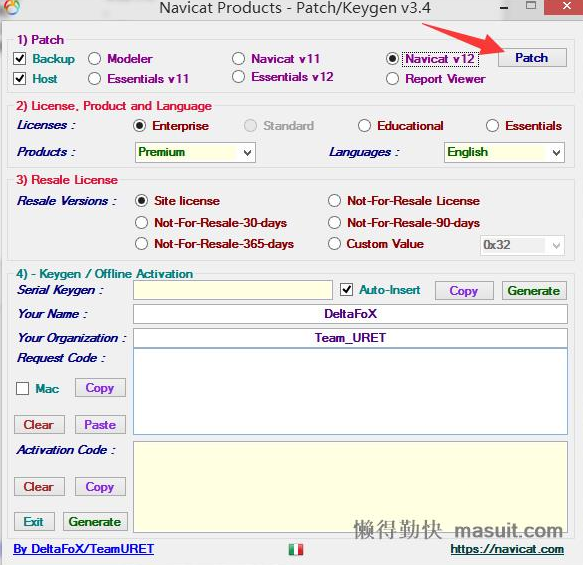 Navicat Products - Patch/Keygen v3.4
1) Patch
Backup Modeler Navicat v11 Navicat v12 Patch
Host Essentials v11 Essentials v12 Report Viewer
2) License, Product and Language
Licenses : Enterprise Standard Educational Essentials
Products : Premium Languages : English
3) Resale License
Resale Versions : Site license Not-For-Resale License
Not-For-Resale-30-days Not-For-Resale-90-days
Not-For-Resale-365-days Custom Value 0x32
4) - Keygen / Offline Activation
Serial Keygen : Auto-Insert Copy Generate
Your Name : DeltaFoX
Your Organization : Team_URET
Request Code :
Mac Copy
Clear Paste
Activation Code :
Clear Copy
Exit Generate
懒得勤快 masuit.com
By DeltaFoX/TeamURET https://navicat.com